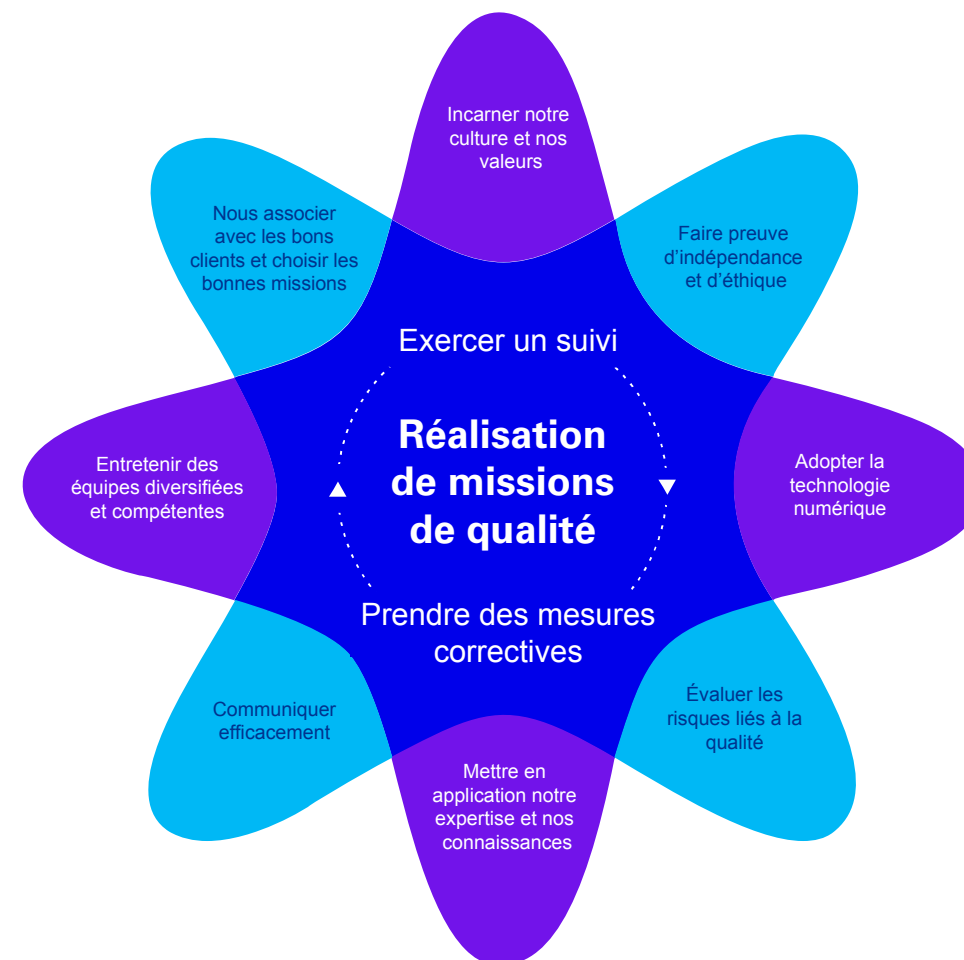 Incarner notre
culture et nos
valeurs
Faire preuve
d’indépendance
et d’éthique
Adopter la
technologie
numérique
Évaluer les
risques liés à la
qualité
Mettre en
application notre
expertise et nos
connaissances
Communiquer
efficacement
Entretenir des
équipes diversifiées
et compétentes
Nous associer
avec les bons
clients et choisir les
bonnes missions
Exercer un suivi
Réalisation
de missions
de qualité
Prendre des mesures
correctives